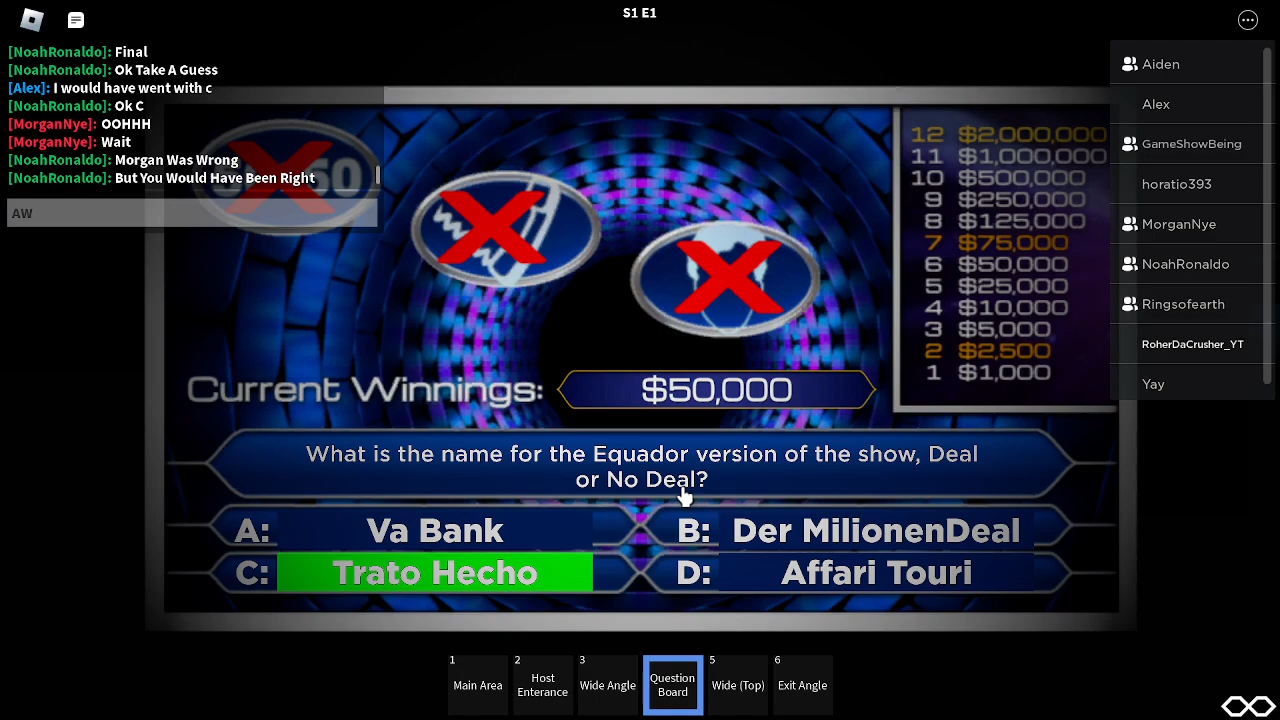 S1 E1
[NoahRonaldo]: Final
[NoahRonaldo]: Ok Take A Guess
[Alex]: I would have went with c
[NoahRonaldo]: Ok C
[MorganNye]: OOHHH
[MorganNye]: Wait
[NoahRonaldo]: Morgan Was Wrong
[NoahRonaldo]: But You Would Have Been Right
AW
50
Aiden
Alex
GameShowBeing
horatio393
MorganNye
NoahRonaldo
Ringsofearth
RoherDaCrusher_YT
Yay
12 $2,000,000
11 $1,000,000
10 $500,000
9 $250,000
8 $125,000
7 $75,000
6 $50,000
5 $25,000
4 $10,000
3 $5,000
2 $2,500
1 $1,000
Current Winnings: $50,000
What is the name for the Equador version of the show, Deal
or No Deal?
A: Va Bank
B: Der MilionenDeal
C: Trato Hecho
D: Affari Touri
1 Main Area
2 Host
Enterance
3 Wide Angle
Question
Board
5 Wide (Top)
6 Exit Angle